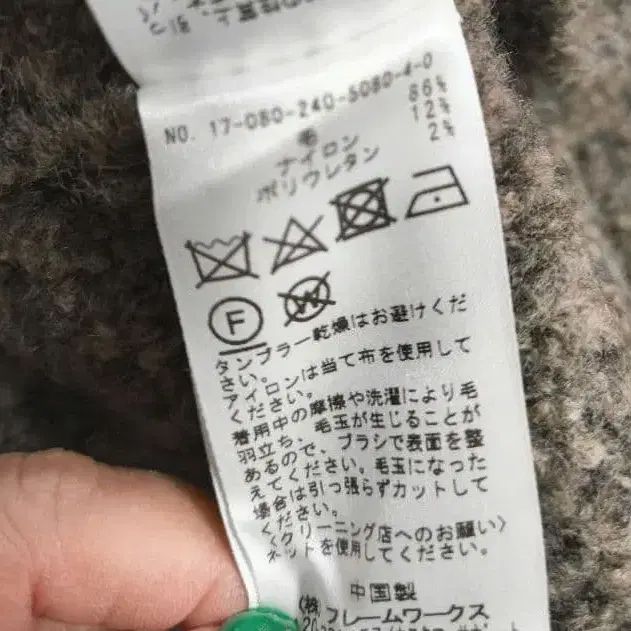 の性質上
引っ
NO. 17-080-240-5080-4-0
毛 86%
ナイロン 12%
ポリウレタン 2%
F
W
タンブラー乾燥はお避けくだ
さい。
アイロンは当て布を使用して
ください。
着用中の摩擦や洗濯により毛
羽立ち、毛玉が生じることが
あるので、ブラシで表面を整
えてください。毛玉になった
場合は引っ張らずカットして
ください。
〈クリーニング店へのお願い〉
ネットを使用してください。
中国製
(株)フレームワークス